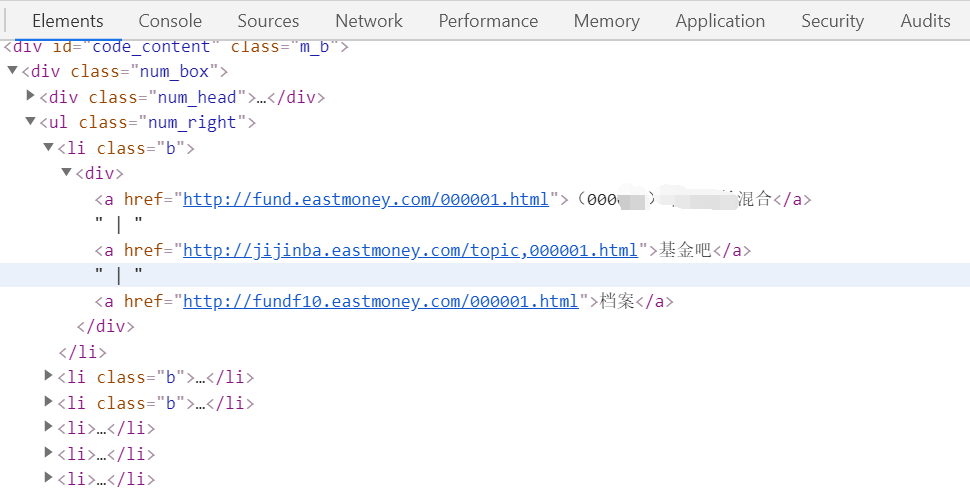 Elements Console Sources Network Performance Memory Application Security Audits
<div id="code_content" class="m_b">
▼<div class="num_box">
▶<div class="num_head">…</div>
▼<ul class="num_right">
▼<li class="b">
▼<div>
<a href="http://fund.eastmoney.com/000001.html">（000 ） 混合</a>
" | "
<a href="http://jijinba.eastmoney.com/topic,000001.html">基金吧</a>
" | "
<a href="http://fundf10.eastmoney.com/000001.html">档案</a>
</div>
</li>
▶<li class="b">…</li>
▶<li class="b">…</li>
▶<li>…</li>
▶<li>…</li>
▶<li>…</li>